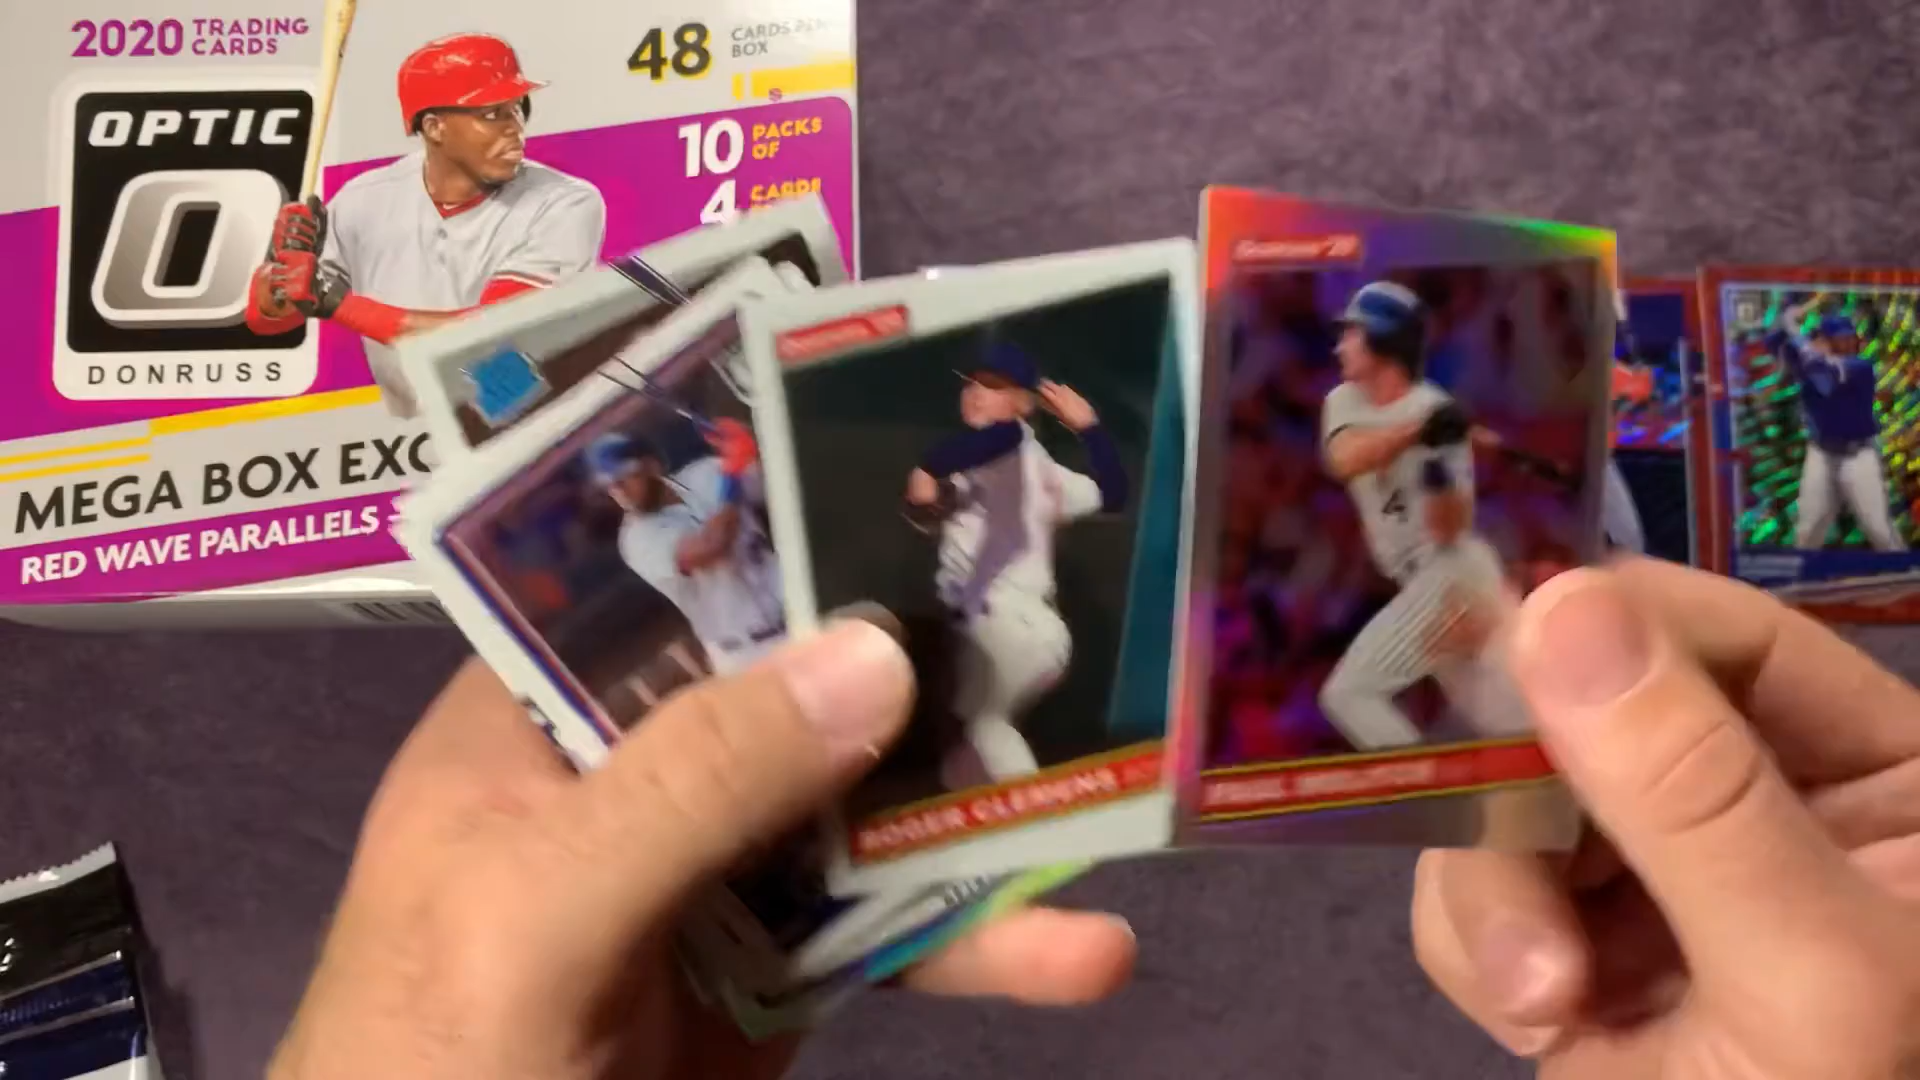 2020 TRADING
CARDS
48 CARDS PER
BOX
OPTIC
10 PACKS
OF
4 CARDS
DONRUSS
MEGA BOX EXC
RED WAVE PARALLELS
ROGER CLEMENS
4